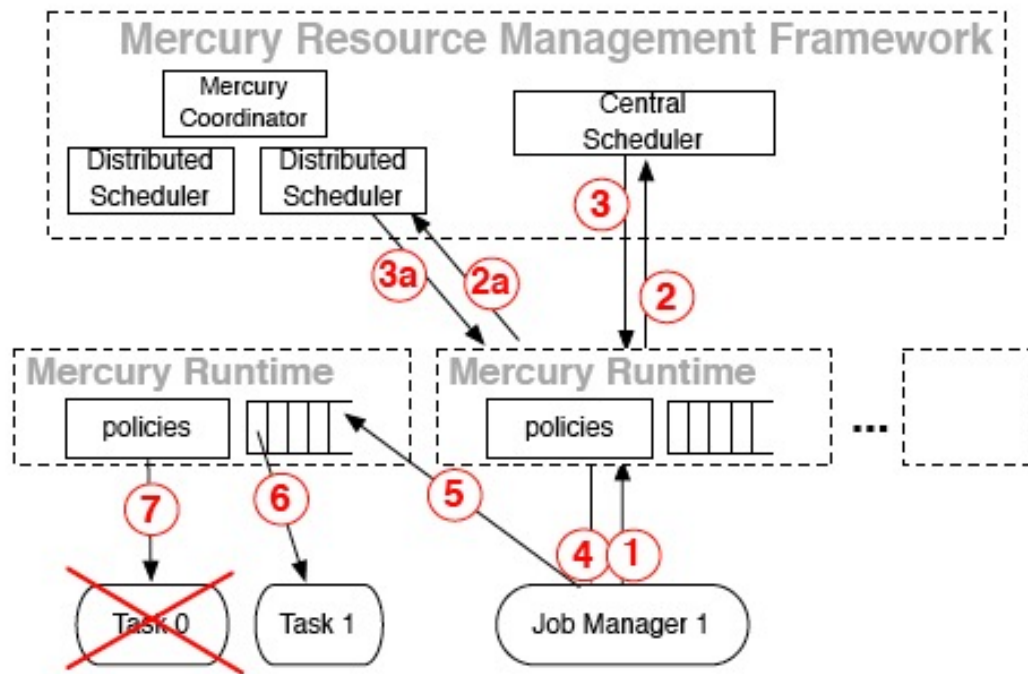 Mercury Resource Management Framework
Mercury
Coordinator
Central
Scheduler
Distributed
Scheduler
Distributed
Scheduler
3
3a
2a
2
Mercury Runtime
Mercury Runtime
policies
policies
...
7
6
5
4
1
Task 0
Task 1
Job Manager 1